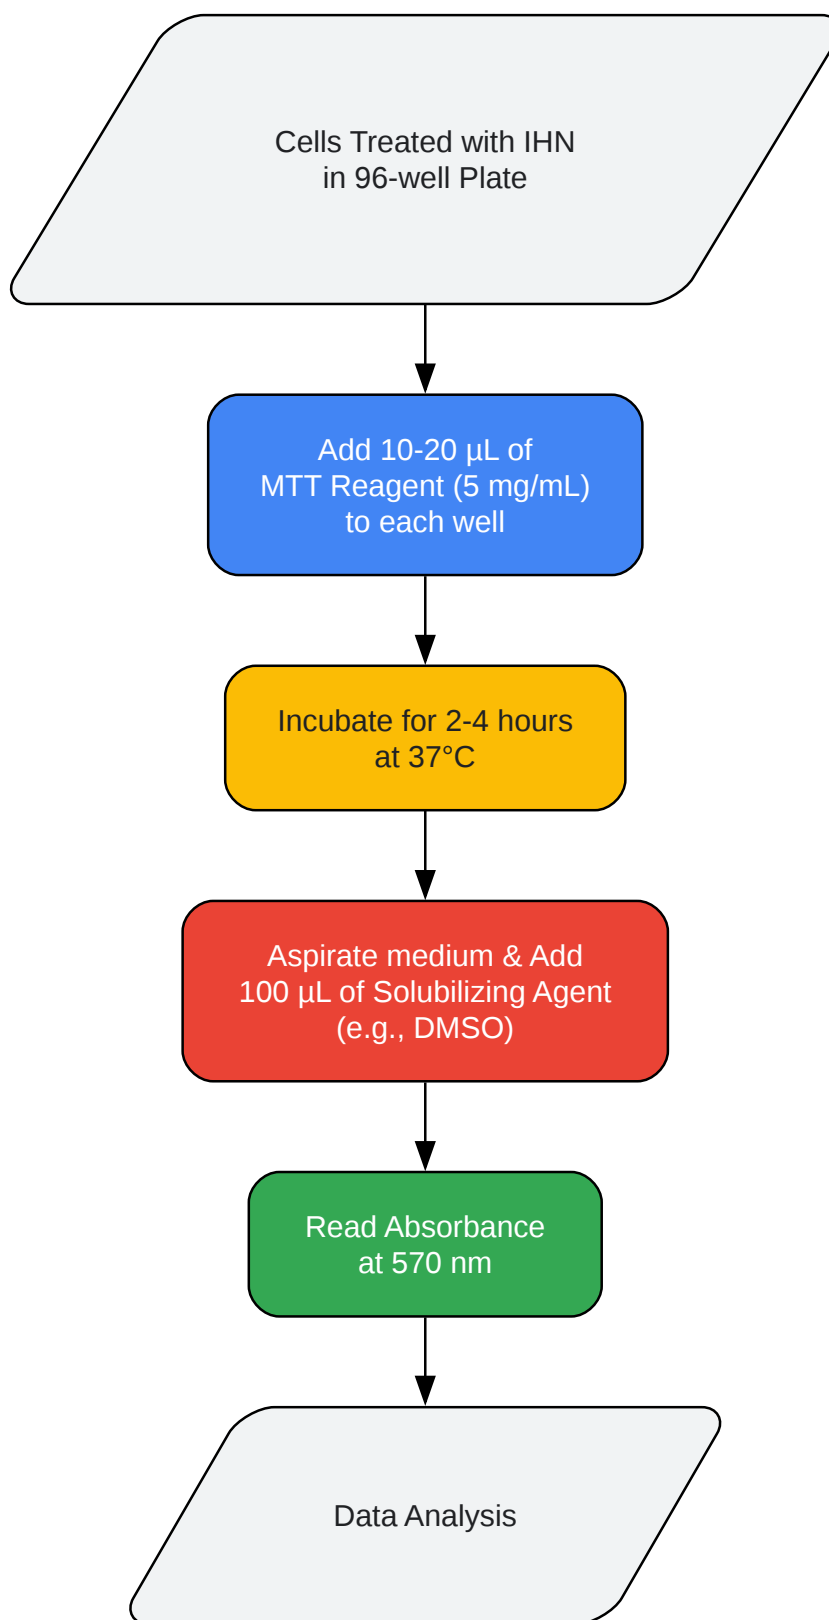 Cells Treated with IHN
in 96-well Plate
Add 10-20 µL of
MTT Reagent (5 mg/mL)
to each well
Incubate for 2-4 hours
at 37°C
Aspirate medium & Add
100 µL of Solubilizing Agent
(e.g., DMSO)
Read Absorbance
at 570 nm
Data Analysis